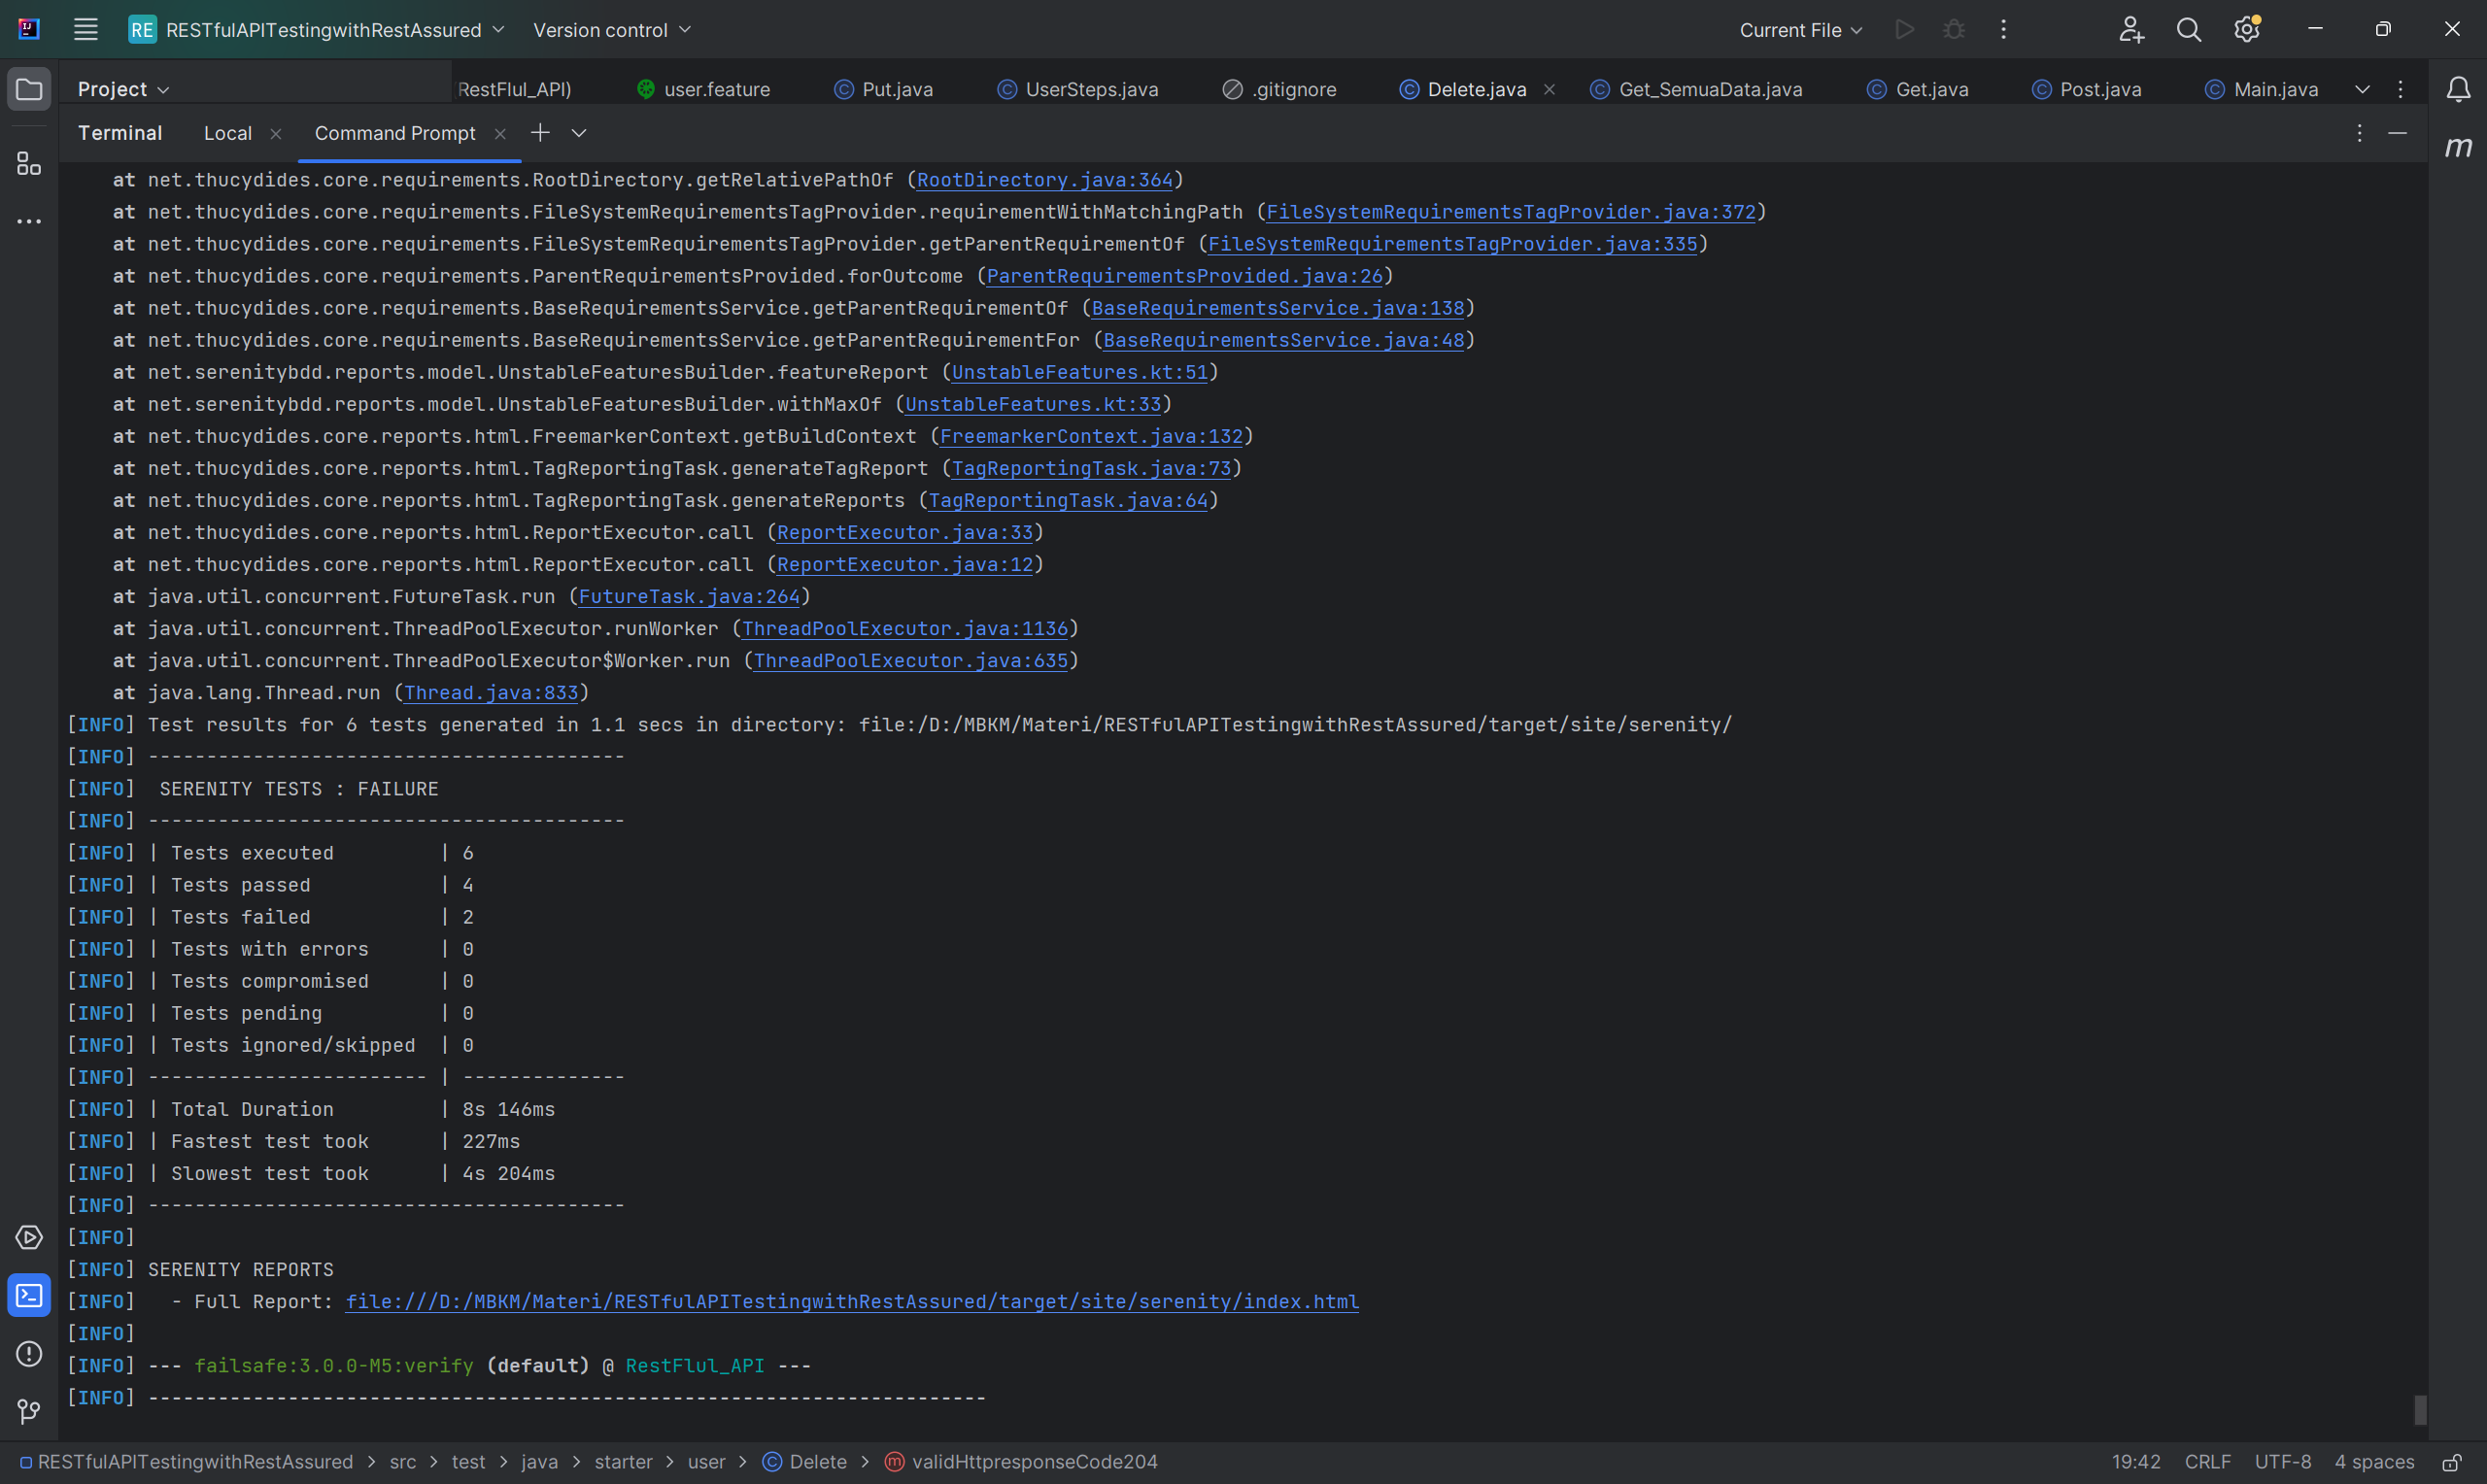 RE RESTfulAPITestingwithRestAssured Version control Current File
Project RestFlul_API) user.feature Put.java UserSteps.java .gitignore Delete.java Get_SemuaData.java Get.java Post.java Main.java
Terminal Local Command Prompt
at net.thucydides.core.requirements.RootDirectory.getRelativePathOf (RootDirectory.java:364)
at net.thucydides.core.requirements.FileSystemRequirementsTagProvider.requirementWithMatchingPath (FileSystemRequirementsTagProvider.java:372)
at net.thucydides.core.requirements.FileSystemRequirementsTagProvider.getParentRequirementOf (FileSystemRequirementsTagProvider.java:335)
at net.thucydides.core.requirements.ParentRequirementsProvided.forOutcome (ParentRequirementsProvided.java:26)
at net.thucydides.core.requirements.BaseRequirementsService.getParentRequirementOf (BaseRequirementsService.java:138)
at net.thucydides.core.requirements.BaseRequirementsService.getParentRequirementFor (BaseRequirementsService.java:48)
at net.serenitybdd.reports.model.UnstableFeaturesBuilder.featureReport (UnstableFeatures.kt:51)
at net.serenitybdd.reports.model.UnstableFeaturesBuilder.withMaxOf (UnstableFeatures.kt:33)
at net.thucydides.core.reports.html.FreemarkerContext.getBuildContext (FreemarkerContext.java:132)
at net.thucydides.core.reports.html.TagReportingTask.generateTagReport (TagReportingTask.java:73)
at net.thucydides.core.reports.html.TagReportingTask.generateReports (TagReportingTask.java:64)
at net.thucydides.core.reports.html.ReportExecutor.call (ReportExecutor.java:33)
at net.thucydides.core.reports.html.ReportExecutor.call (ReportExecutor.java:12)
at java.util.concurrent.FutureTask.run (FutureTask.java:264)
at java.util.concurrent.ThreadPoolExecutor.runWorker (ThreadPoolExecutor.java:1136)
at java.util.concurrent.ThreadPoolExecutor$Worker.run (ThreadPoolExecutor.java:635)
at java.lang.Thread.run (Thread.java:833)
[INFO] Test results for 6 tests generated in 1.1 secs in directory: file:/D:/MBKM/Materi/RESTfulAPITestingwithRestAssured/target/site/serenity/
[INFO] -----------------------------------------
[INFO]  SERENITY TESTS : FAILURE
[INFO] -----------------------------------------
[INFO] | Tests executed         | 6
[INFO] | Tests passed           | 4
[INFO] | Tests failed           | 2
[INFO] | Tests with errors      | 0
[INFO] | Tests compromised      | 0
[INFO] | Tests pending          | 0
[INFO] | Tests ignored/skipped  | 0
[INFO] ------------------------ | --------------
[INFO] | Total Duration         | 8s 146ms
[INFO] | Fastest test took      | 227ms
[INFO] | Slowest test took      | 4s 204ms
[INFO] -----------------------------------------
[INFO]
[INFO] SERENITY REPORTS
[INFO]   - Full Report: file:///D:/MBKM/Materi/RESTfulAPITestingwithRestAssured/target/site/serenity/index.html
[INFO]
[INFO] --- failsafe:3.0.0-M5:verify (default) @ RestFlul_API ---
[INFO] ------------------------------------------------------------------------
RESTfulAPITestingwithRestAssured > src > test > java > starter > user > Delete > validHttpresponseCode204 19:42 CRLF UTF-8 4 spaces